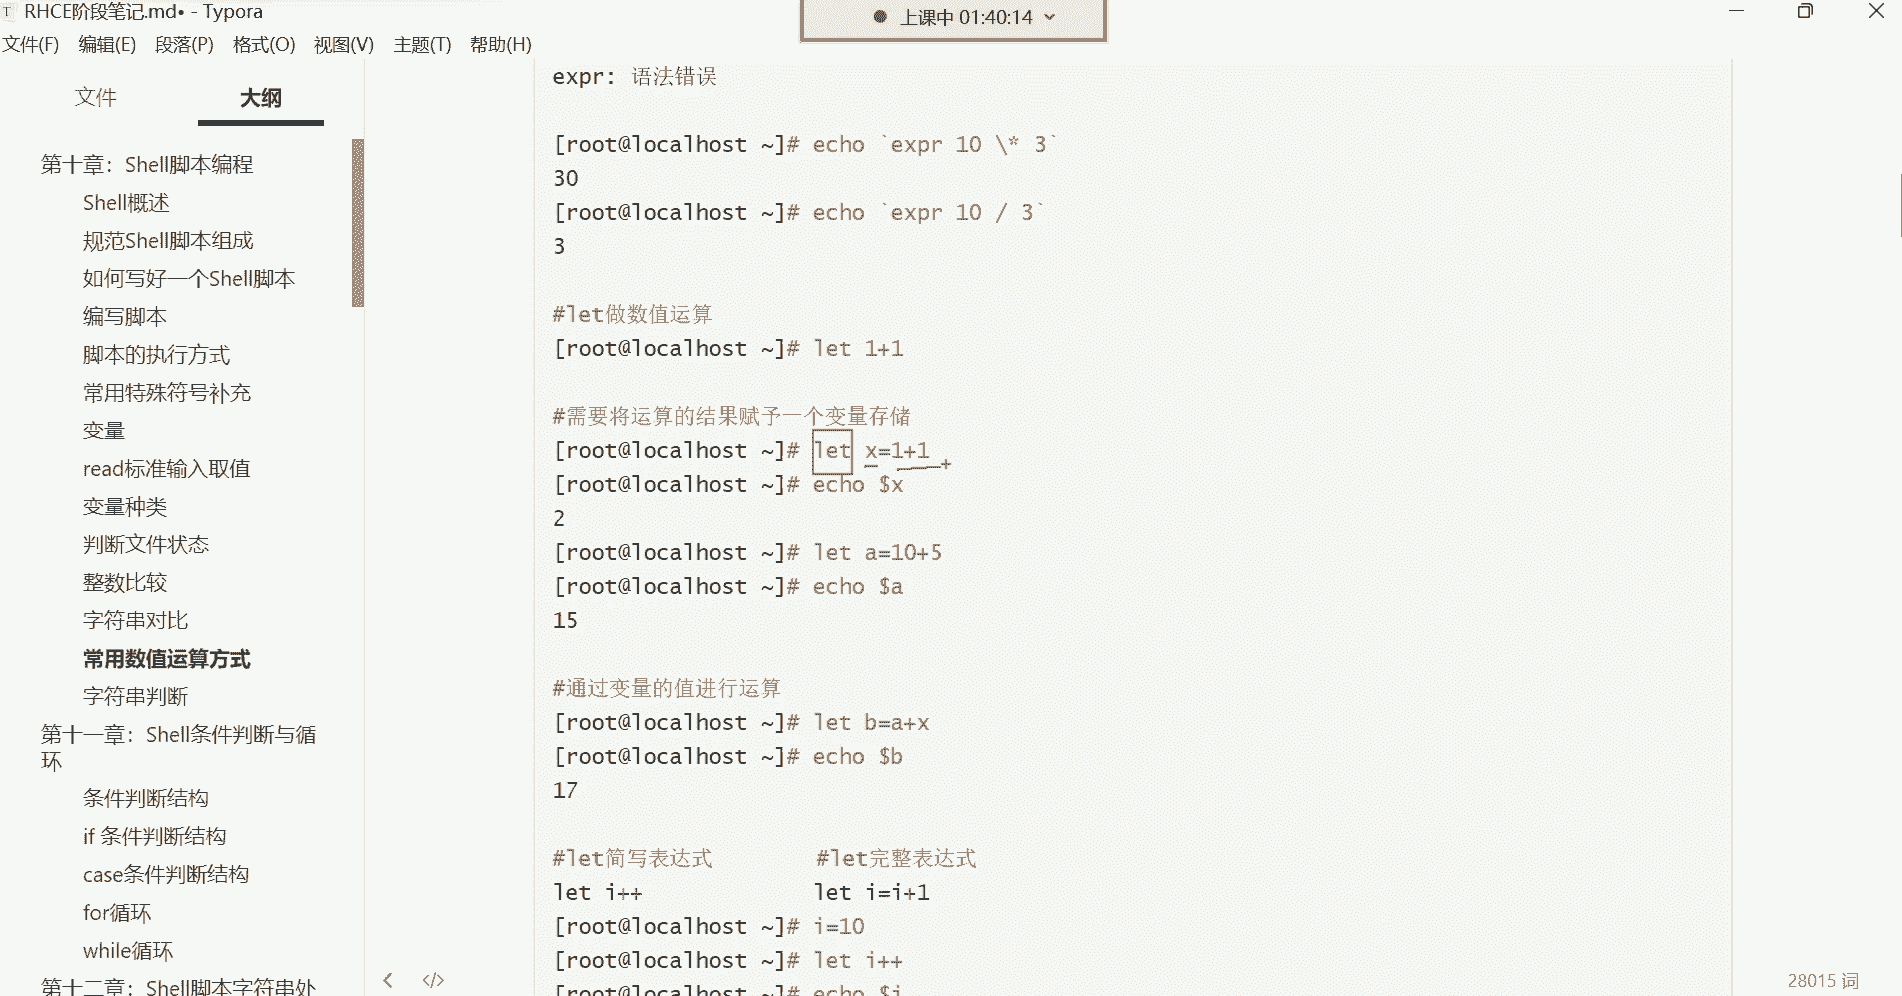 RHCE阶段笔记.md• - Typora
上课中 01:40:14
文件(F) 编辑(E) 段落(P) 格式(O) 视图(V) 主题(T) 帮助(H)
文件 大纲
第十章：Shell脚本编程
Shell概述
规范Shell脚本组成
如何写好一个Shell脚本
编写脚本
脚本的执行方式
常用特殊符号补充
变量
read标准输入取值
变量种类
判断文件状态
整数比较
字符串对比
常用数值运算方式
字符串判断
第十一章：Shell条件判断与循
环
条件判断结构
if 条件判断结构
case条件判断结构
for循环
while循环
第十二章：Shell脚本字符串处
expr: 语法错误
[root@localhost ~]# echo `expr 10 \* 3`
30
[root@localhost ~]# echo `expr 10 / 3`
3
#let做数值运算
[root@localhost ~]# let 1+1
#需要将运算的结果赋予一个变量存储
[root@localhost ~]# let x=1+1
[root@localhost ~]# echo $x
2
[root@localhost ~]# let a=10+5
[root@localhost ~]# echo $a
15
#通过变量的值进行运算
[root@localhost ~]# let b=a+x
[root@localhost ~]# echo $b
17
#let简写表达式 #let完整表达式
let i++ let i=i+1
[root@localhost ~]# i=10
[root@localhost ~]# let i++
[root@localhost ~]# echo $i
28015 词